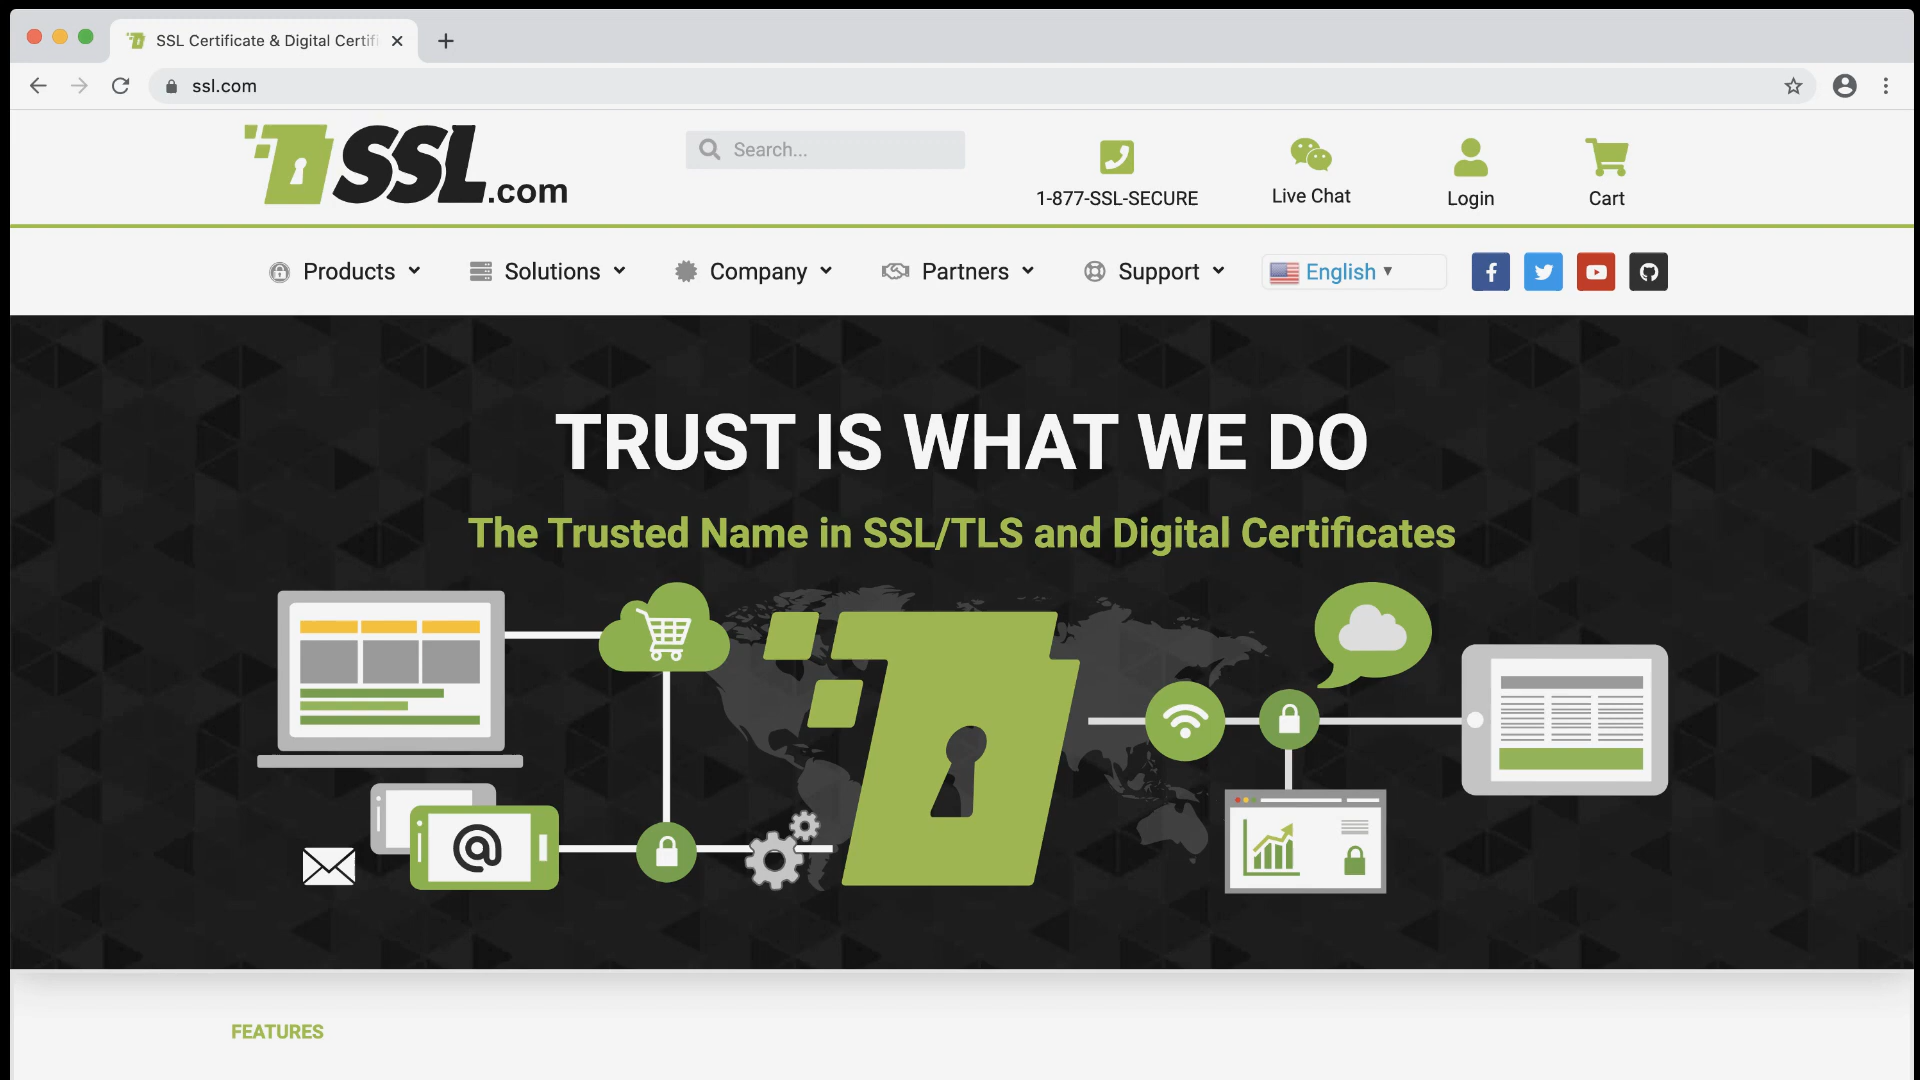 SSL Certificate & Digital Certifi
ssl.com
SSL.com
Search...
1-877-SSL-SECURE
Live Chat
Login
Cart
Products
Solutions
Company
Partners
Support
English
TRUST IS WHAT WE DO
The Trusted Name in SSL/TLS and Digital Certificates
@
FEATURES